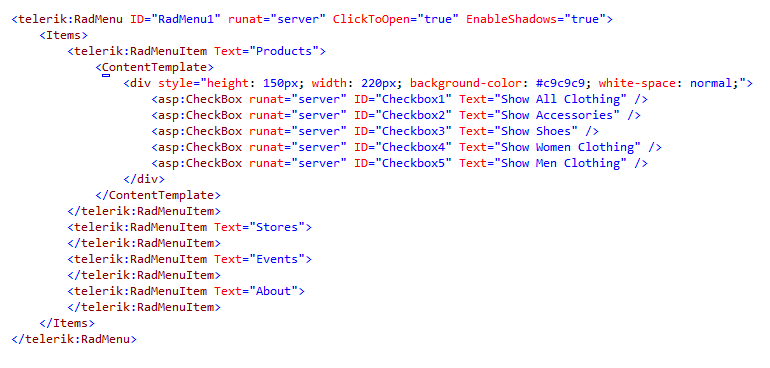 <telerik:RadMenu ID="RadMenu1" runat="server" ClickToOpen="true" EnableShadows="true">
    <Items>
        <telerik:RadMenuItem Text="Products">
            <ContentTemplate>
                <div style="height: 150px; width: 220px; background-color: #c9c9c9; white-space: normal;">
                    <asp:CheckBox runat="server" ID="Checkbox1" Text="Show All Clothing" />
                    <asp:CheckBox runat="server" ID="Checkbox2" Text="Show Accessories" />
                    <asp:CheckBox runat="server" ID="Checkbox3" Text="Show Shoes" />
                    <asp:CheckBox runat="server" ID="Checkbox4" Text="Show Women Clothing" />
                    <asp:CheckBox runat="server" ID="Checkbox5" Text="Show Men Clothing" />
                </div>
            </ContentTemplate>
        </telerik:RadMenuItem>
        <telerik:RadMenuItem Text="Stores">
        </telerik:RadMenuItem>
        <telerik:RadMenuItem Text="Events">
        </telerik:RadMenuItem>
        <telerik:RadMenuItem Text="About">
        </telerik:RadMenuItem>
    </Items>
</telerik:RadMenu>